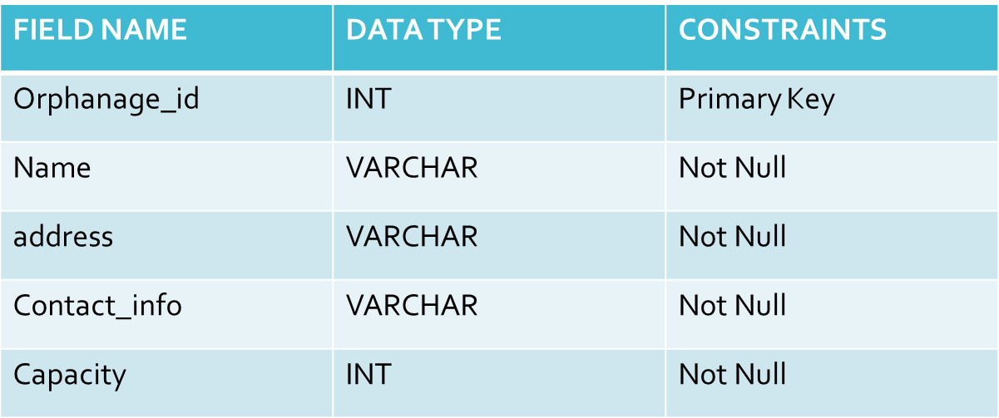 FIELD NAME DATA TYPE CONSTRAINTS
Orphanage_id INT Primary Key
Name VARCHAR Not Null
address VARCHAR Not Null
Contact_info VARCHAR Not Null
Capacity INT Not Null